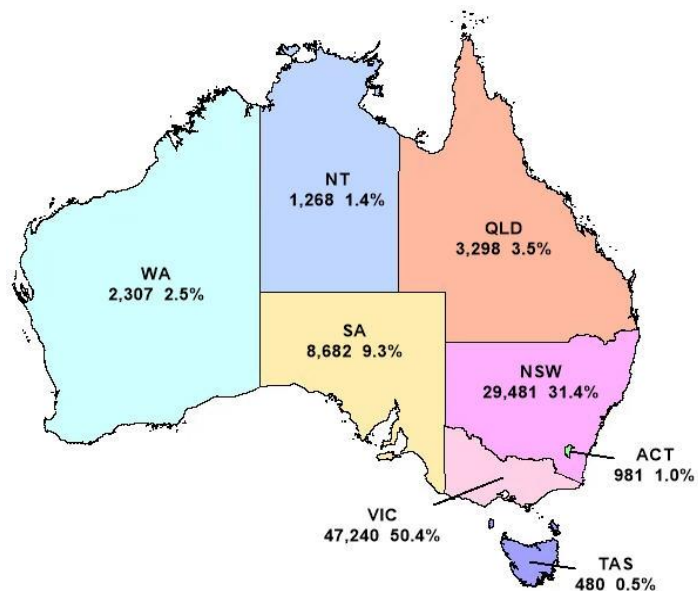 NT
1,268 1.4%
QLD
3,298 3.5%
WA
2,307 2.5%
SA
8,682 9.3%
NSW
29,481 31.4%
ACT
981 1.0%
VIC
47,240 50.4%
TAS
480 0.5%